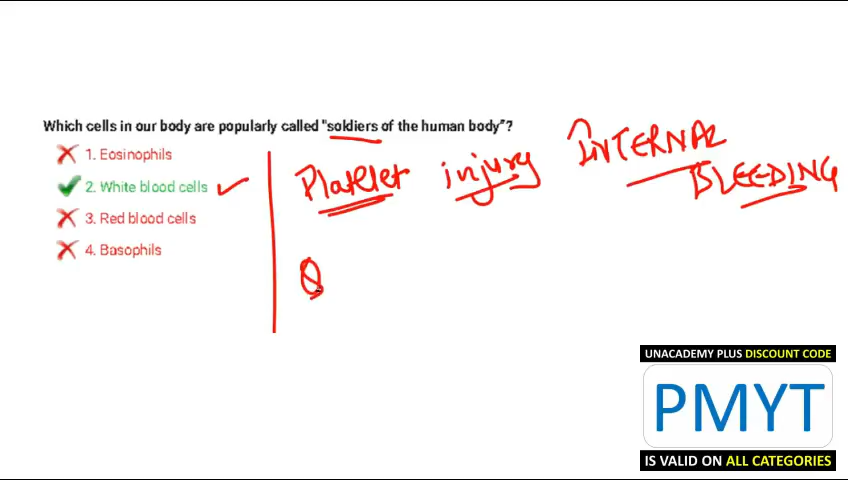 Which cells in our body are popularly called "soldiers of the human body"?
1. Eosinophils
2. White blood cells
3. Red blood cells
4. Basophils
Platelet injury INTERNAL
BLEEDING
Q
UNACADEMY PLUS DISCOUNT CODE
PMYT
IS VALID ON ALL CATEGORIES